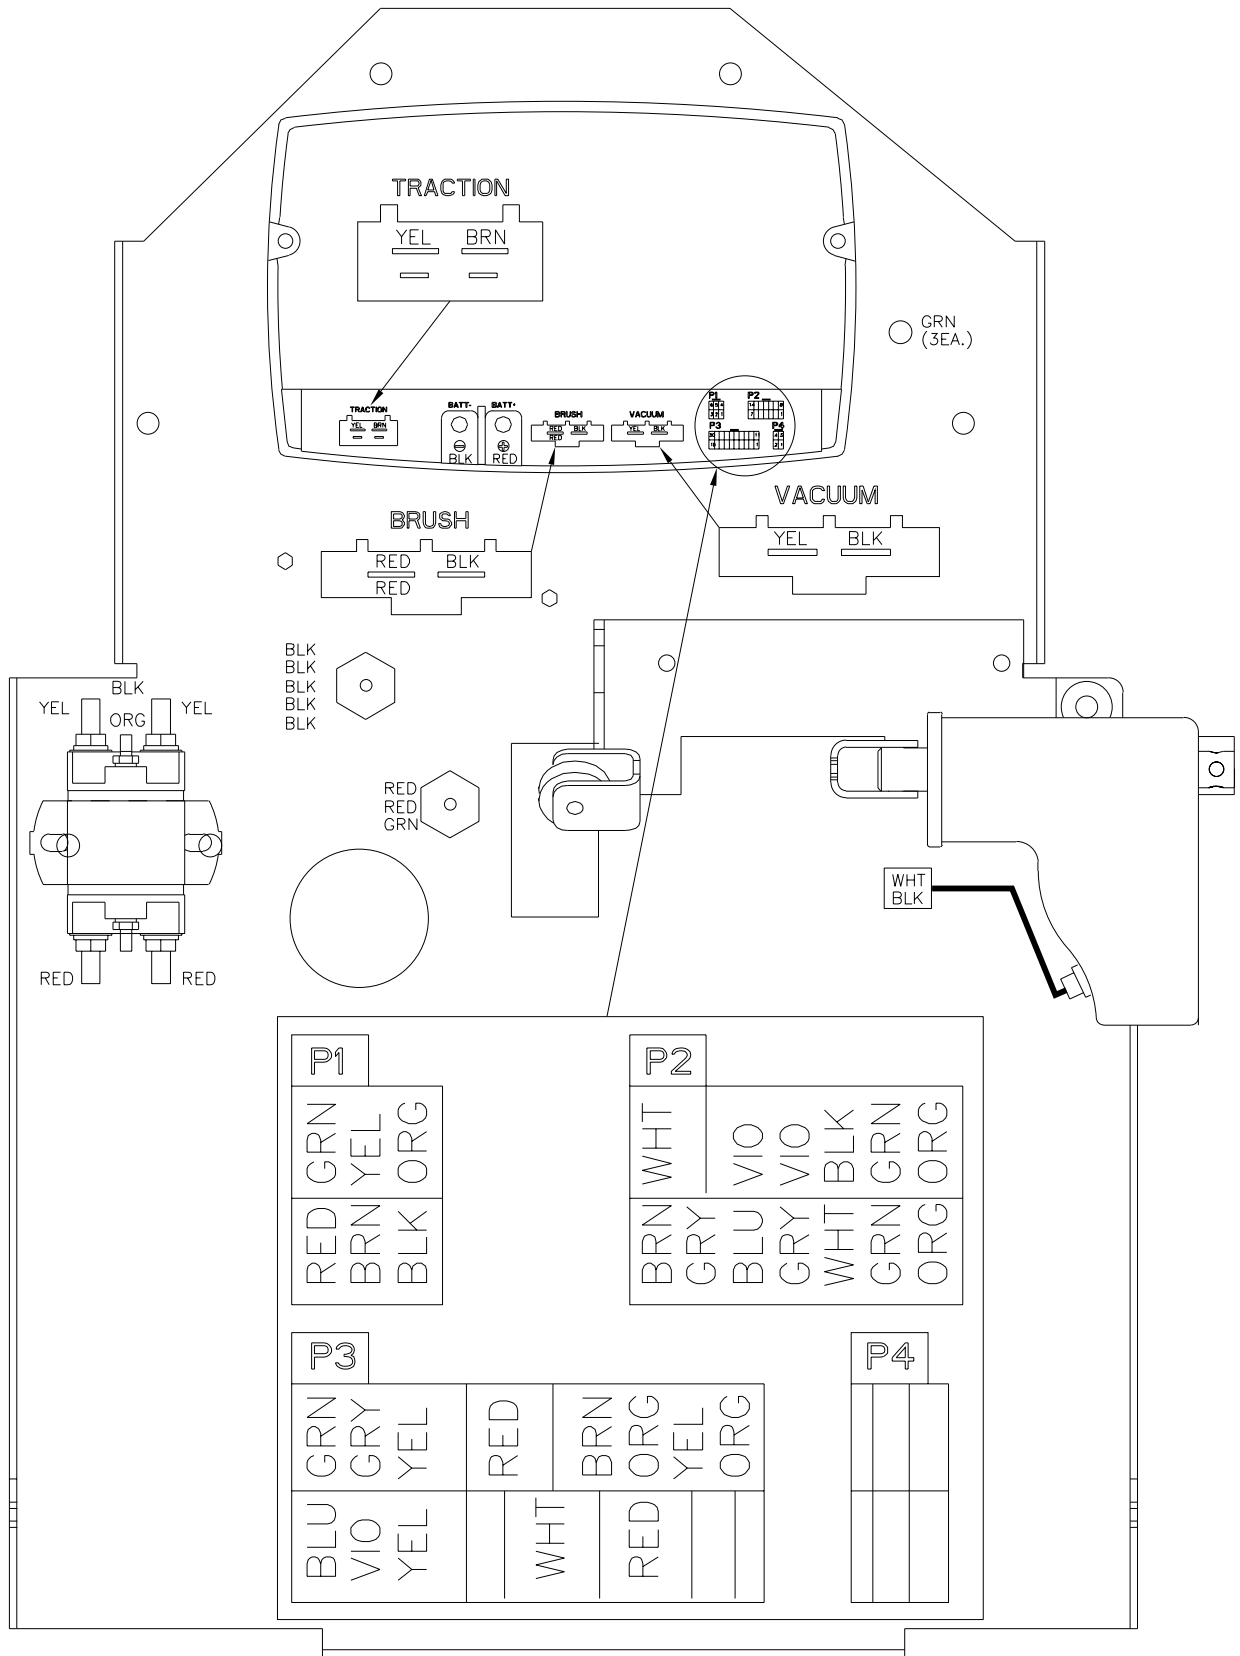 TRACTION
YEL BRN
GRN
(3EA.)
TRACTION
YEL BRN
BATT- BATT+
BLK RED
BRUSH
RED BLK
RED
VACUUM
YEL BLK
P1 P2
P3 P4
VACUUM
YEL BLK
BRUSH
RED BLK
RED
BLK
BLK
BLK
BLK
BLK
BLK
YEL ORG YEL
RED
RED
GRN
WHT
BLK
RED RED
P1
GRN YEL ORG
RED BRN BLK
P2
WHT VIO VIO BLK GRN ORG
BRN GRY BLU GRY WHT GRN ORG
P3
GRN GRY YEL RED BRN ORG YEL ORG
BLU VIO YEL WHT RED
P4